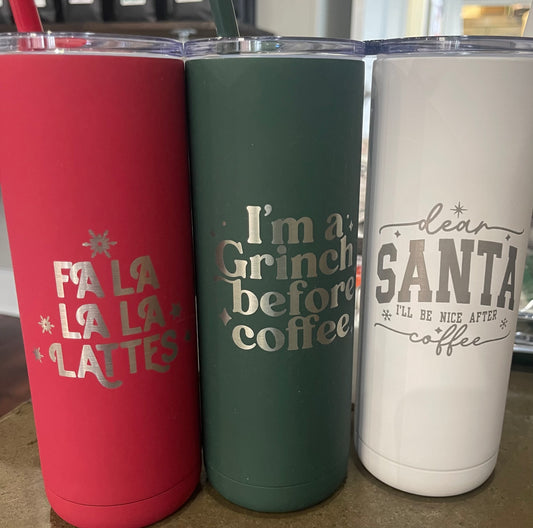 FA LA
LA LA
LATTES
I'm a
Grinch
before
coffee
dear
SANTA
I'LL BE NICE AFTER
coffee